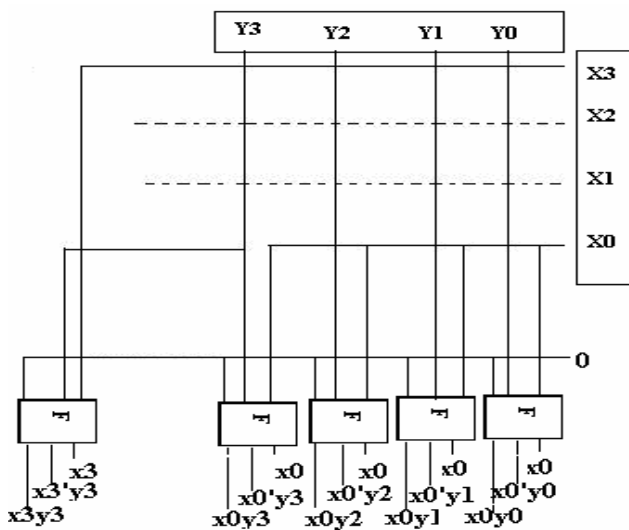 Y3 Y2 Y1 Y0
X3
X2
X1
X0
0
F F F F F
x3 x0 x0 x0 x0
x3'y3 x0'y3 x0'y2 x0'y1 x0'y0
x3y3 x0y3 x0y2 x0y1 x0y0